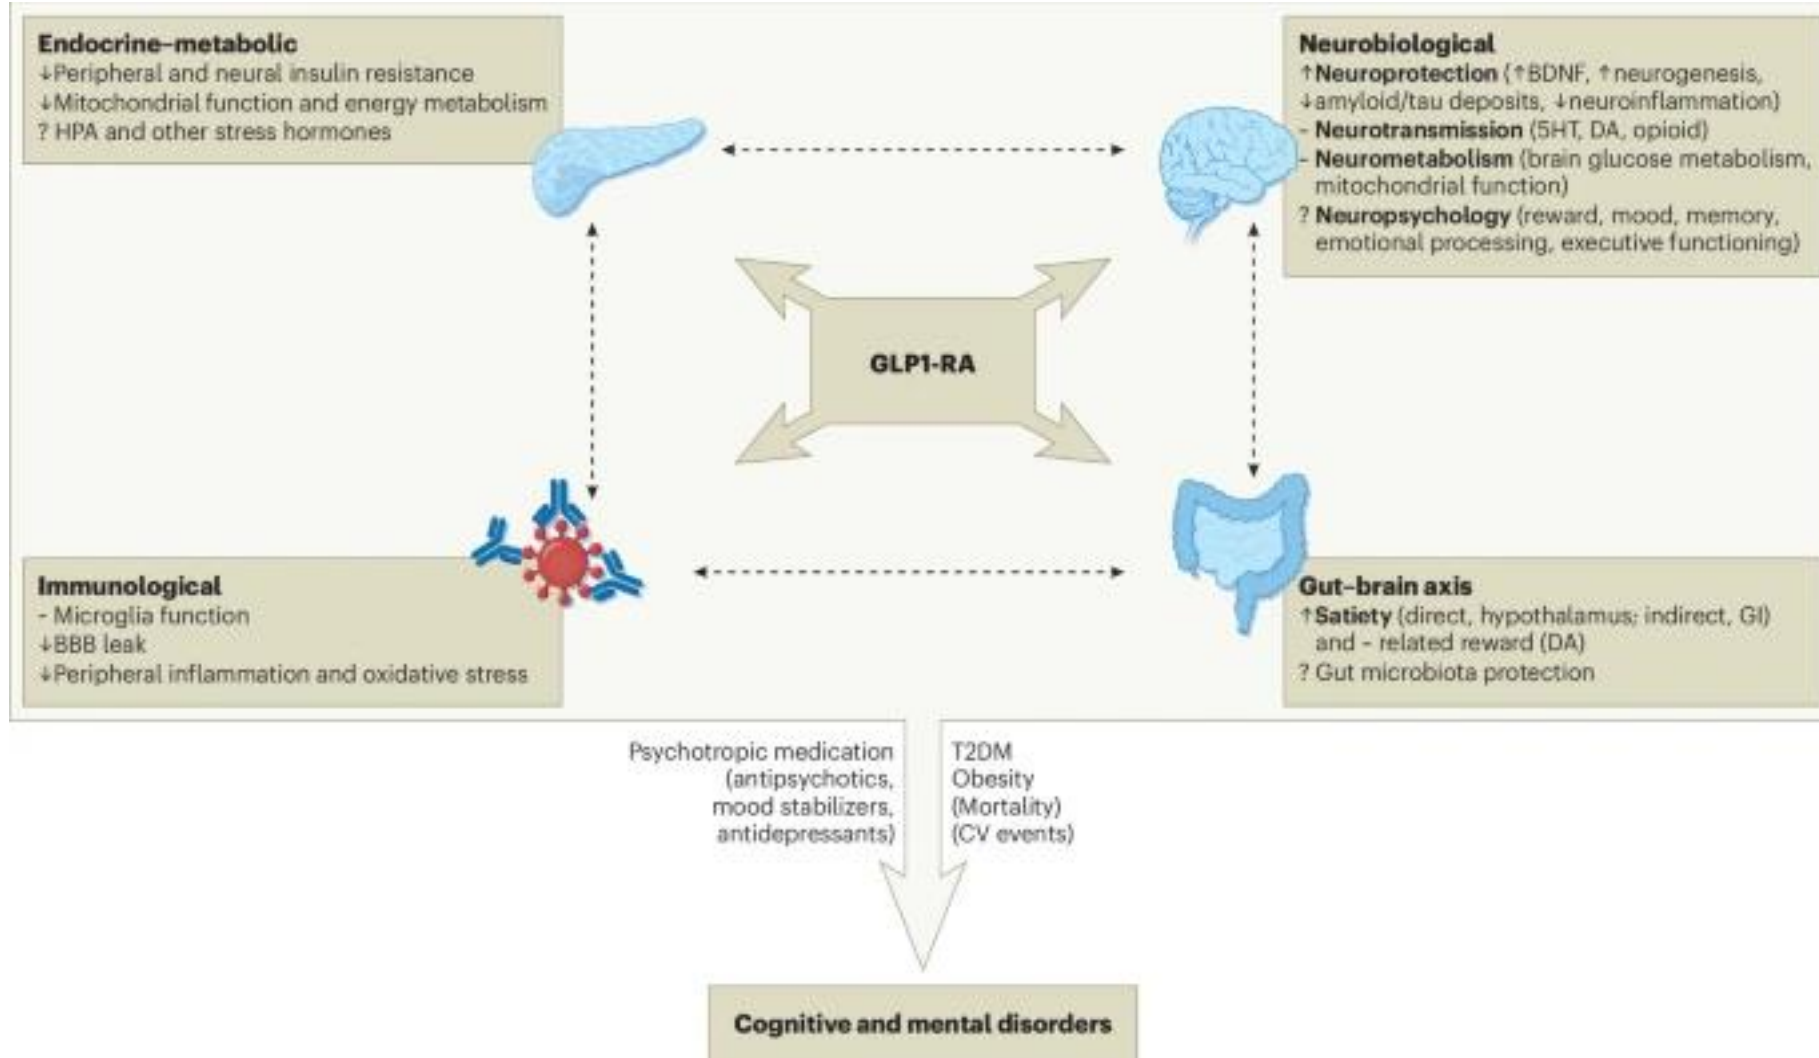 Endocrine–metabolic
↓Peripheral and neural insulin resistance
↓Mitochondrial function and energy metabolism
? HPA and other stress hormones
Neurobiological
↑Neuroprotection (↑BDNF, ↑neurogenesis,
↓amyloid/tau deposits, ↓neuroinflammation)
- Neurotransmission (5HT, DA, opioid)
- Neurometabolism (brain glucose metabolism,
mitochondrial function)
? Neuropsychology (reward, mood, memory,
emotional processing, executive functioning)
GLP1-RA
Immunological
- Microglia function
↓BBB leak
↓Peripheral inflammation and oxidative stress
Gut–brain axis
↑Satiety (direct, hypothalamus; indirect, GI)
and - related reward (DA)
? Gut microbiota protection
Psychotropic medication
(antipsychotics,
mood stabilizers,
antidepressants)
T2DM
Obesity
(Mortality)
(CV events)
Cognitive and mental disorders